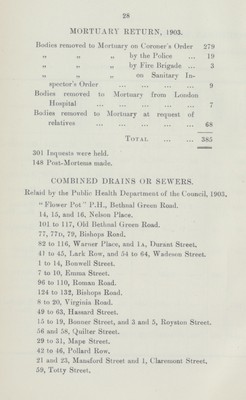 28
MORTUARY RETURN, 1903.
Bodies removed to Mortuary on Coroner's Order 279
„ „ „ by the Police ... 19
„ „ „ by Fire Brigade ... 3
„ „ „ on Sanitary In-
spector's Order ... ... ... ... 9
Bodies removed to Mortuary from London
Hospital ... ... ... ... ... 7
Bodies removed to Mortuary at request of
relatives ... ... ... ... ... 68
TOTAL ... ... 385
301 Inquests were held.
148 Post-Mortems made.
COMBINED DRAINS OR SEWERS.
Relaid by the Public Health Department of the Council, 1903.
"Flower Pot" P.H., Bethnal Green Road.
14, 15, and 16, Nelson Place.
101 to 117, Old Bethnal Green Road.
77, 77D, 79, Bishops Road.
82 to 116, Warner Place, and 1A, Durant Street.
41 to 45, Lark Row, and 54 to 64, Wadeson Street.
1 to 14, Boswell Street.
7 to 10, Emma Street.
96 to 110, Roman Road.
124 to 132, Bishops Road.
8 to 20, Virginia Road.
49 to 63, Hassard Street.
15 to 19, Bonner Street, and 3 and 5, Royston Street.
56 and 58, Quilter Street.
29 to 31, Maps Street.
42 to 46, Pollard Row.
21 and 23, Mansford Street and 1, Claremont Street.
59, Totty Street.